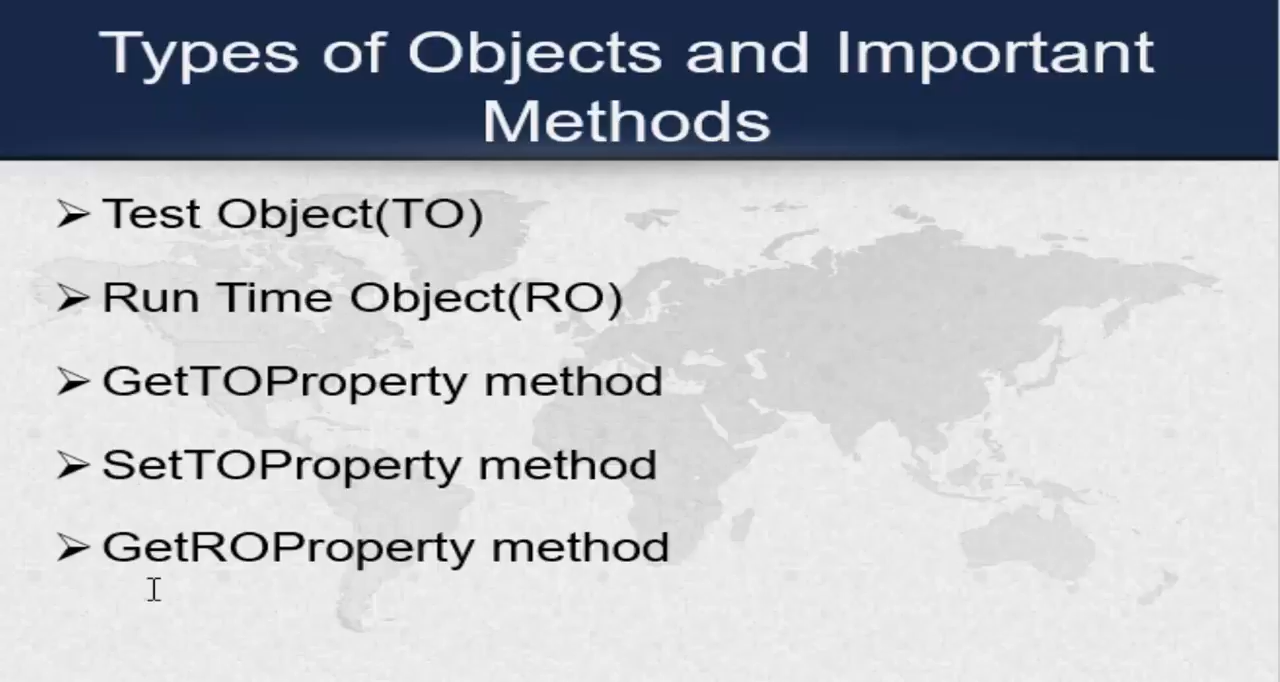 Types of Objects and Important
Methods
➢ Test Object(TO)
➢ Run Time Object(RO)
➢ GetTOProperty method
➢ SetTOProperty method
➢ GetROProperty method